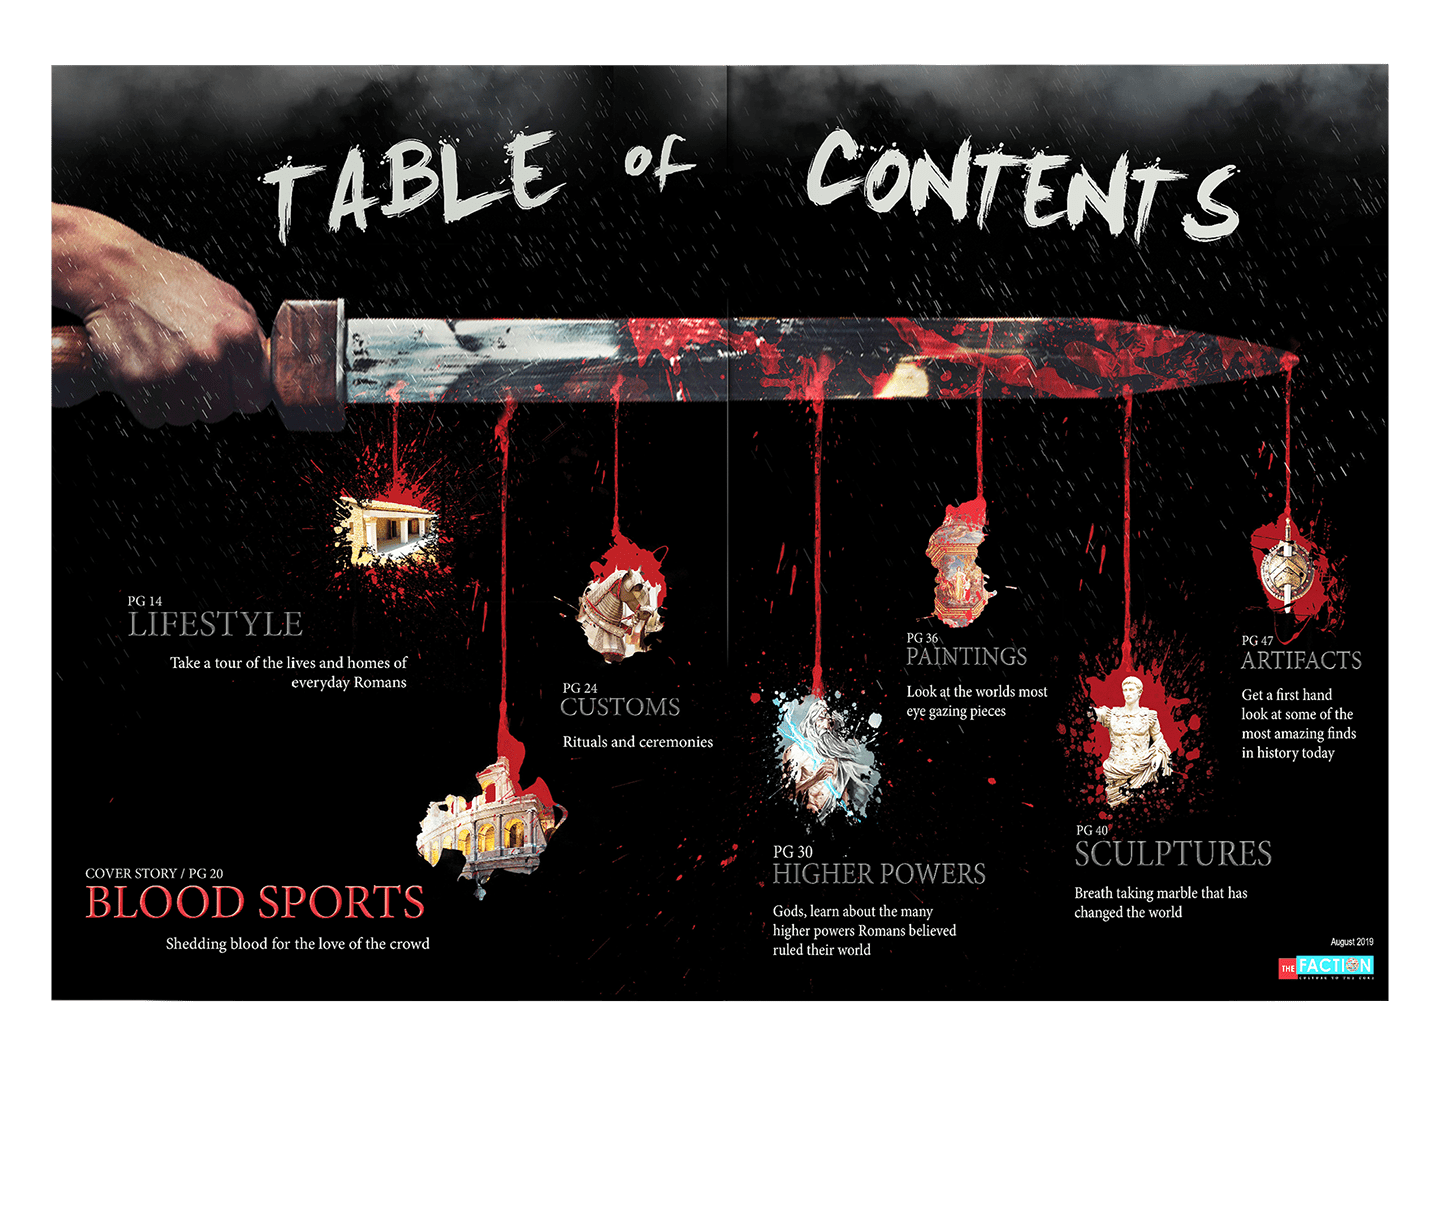 TABLE of CONTENTS
PG 14
LIFESTYLE
Take a tour of the lives and homes of
everyday Romans
COVER STORY / PG 20
BLOOD SPORTS
Shedding blood for the love of the crowd
PG 24
CUSTOMS
Rituals and ceremonies
PG 30
HIGHER POWERS
Gods, learn about the many
higher powers Romans believed
ruled their world
PG 36
PAINTINGS
Look at the worlds most
eye gazing pieces
PG 40
SCULPTURES
Breath taking marble that has
changed the world
PG 47
ARTIFACTS
Get a first hand
look at some of the
most amazing finds
in history today
August 2019
THE FACTION